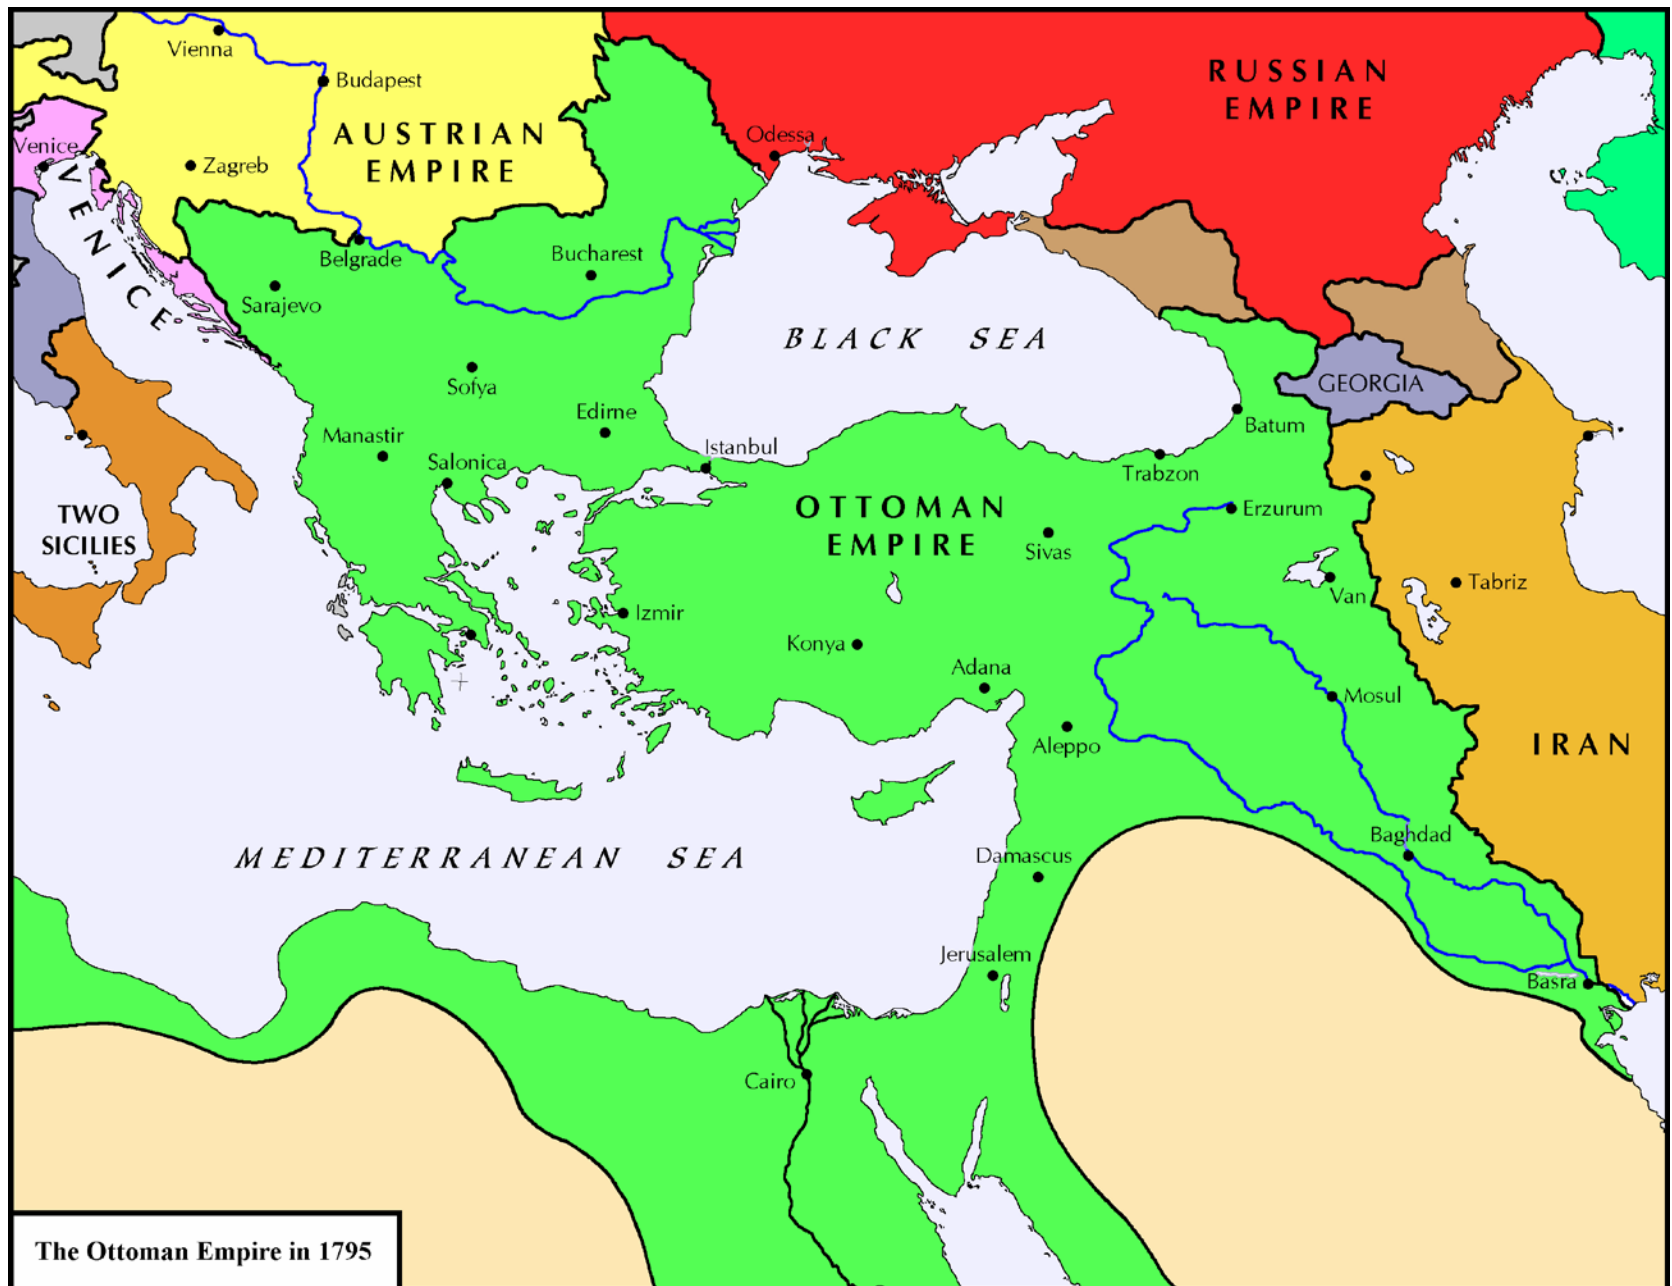 Vienna
Budapest
AUSTRIAN
EMPIRE
RUSSIAN
EMPIRE
Odessa
Venice
Zagreb
VENICE
Belgrade
Bucharest
Sarajevo
BLACK SEA
GEORGIA
Sofya
Edirne
Batum
Manastir
Istanbul
Salonica
Trabzon
TWO
SICILIES
OTTOMAN
EMPIRE
Erzurum
Sivas
Tabriz
Van
Izmir
Konya
Adana
Mosul
Aleppo
IRAN
Baghdad
MEDITERRANEAN SEA
Damascus
Jerusalem
Basra
Cairo
The Ottoman Empire in 1795